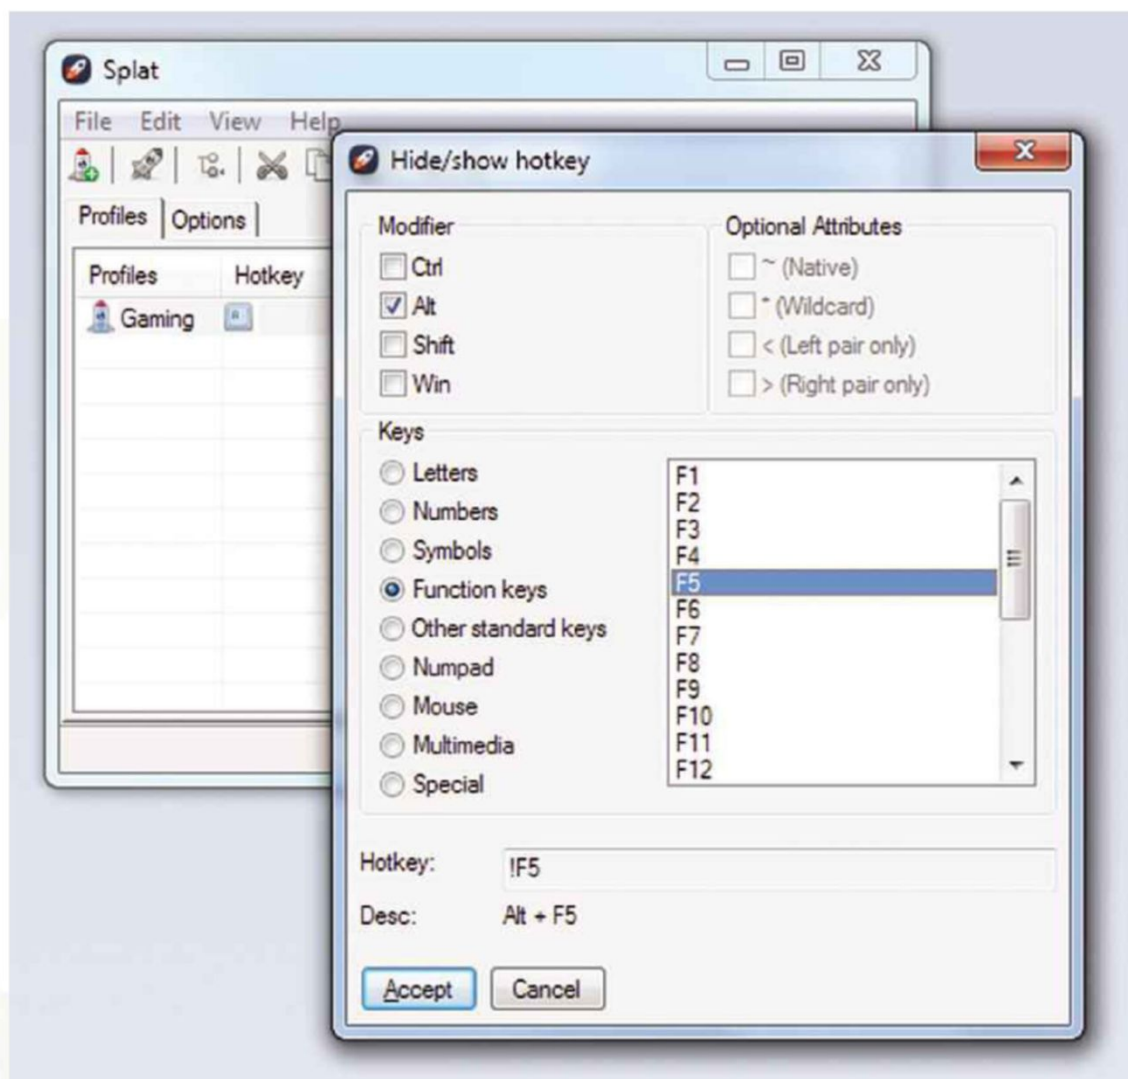 Splat
File Edit View Help
Profiles Options
Profiles Hotkey
Gaming
Hide/show hotkey
Modifier
Ctrl
Alt
Shift
Win
Optional Attributes
~ (Native)
* (Wildcard)
< (Left pair only)
> (Right pair only)
Keys
Letters
Numbers
Symbols
Function keys
Other standard keys
Numpad
Mouse
Multimedia
Special
F1
F2
F3
F4
F5
F6
F7
F8
F9
F10
F11
F12
Hotkey: !F5
Desc: Alt + F5
Accept Cancel